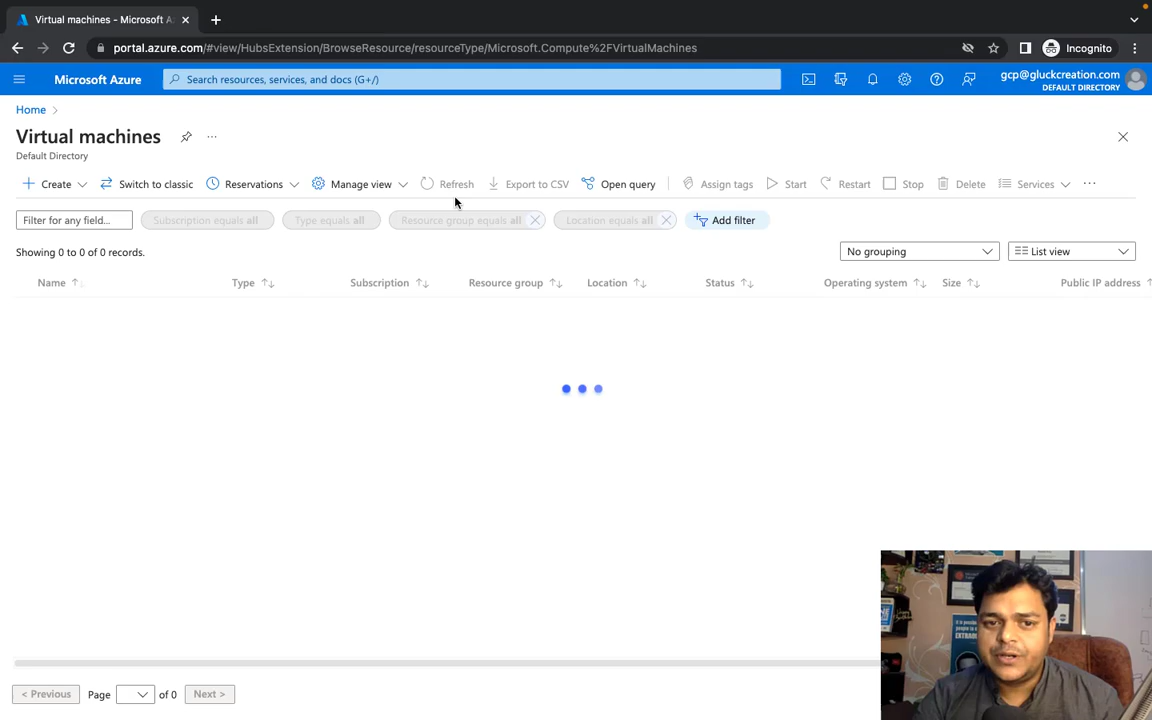 Virtual machines - Microsoft A
portal.azure.com/#view/HubsExtension/BrowseResource/resourceType/Microsoft.Compute%2FVirtualMachines
Incognito
Microsoft Azure
Search resources, services, and docs (G+/)
gcp@gluckcreation.com
DEFAULT DIRECTORY
Home
Virtual machines
Default Directory
Create Switch to classic Reservations Manage view Refresh Export to CSV Open query Assign tags Start Restart Stop Delete Services
Filter for any field... Subscription equals all Type equals all Resource group equals all Location equals all Add filter
Showing 0 to 0 of 0 records. No grouping List view
Name Type Subscription Resource group Location Status Operating system Size Public IP address
< Previous Page of 0 Next >